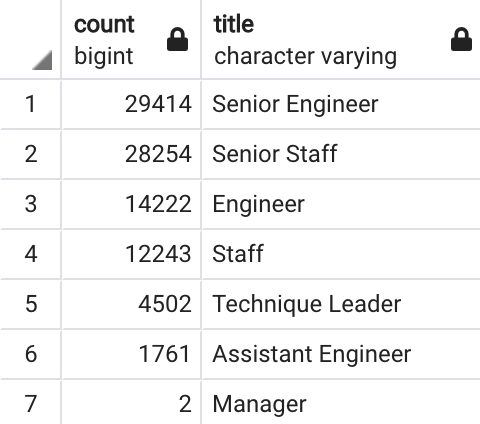 count title
bigint character varying
1 29414 Senior Engineer
2 28254 Senior Staff
3 14222 Engineer
4 12243 Staff
5 4502 Technique Leader
6 1761 Assistant Engineer
7 2 Manager